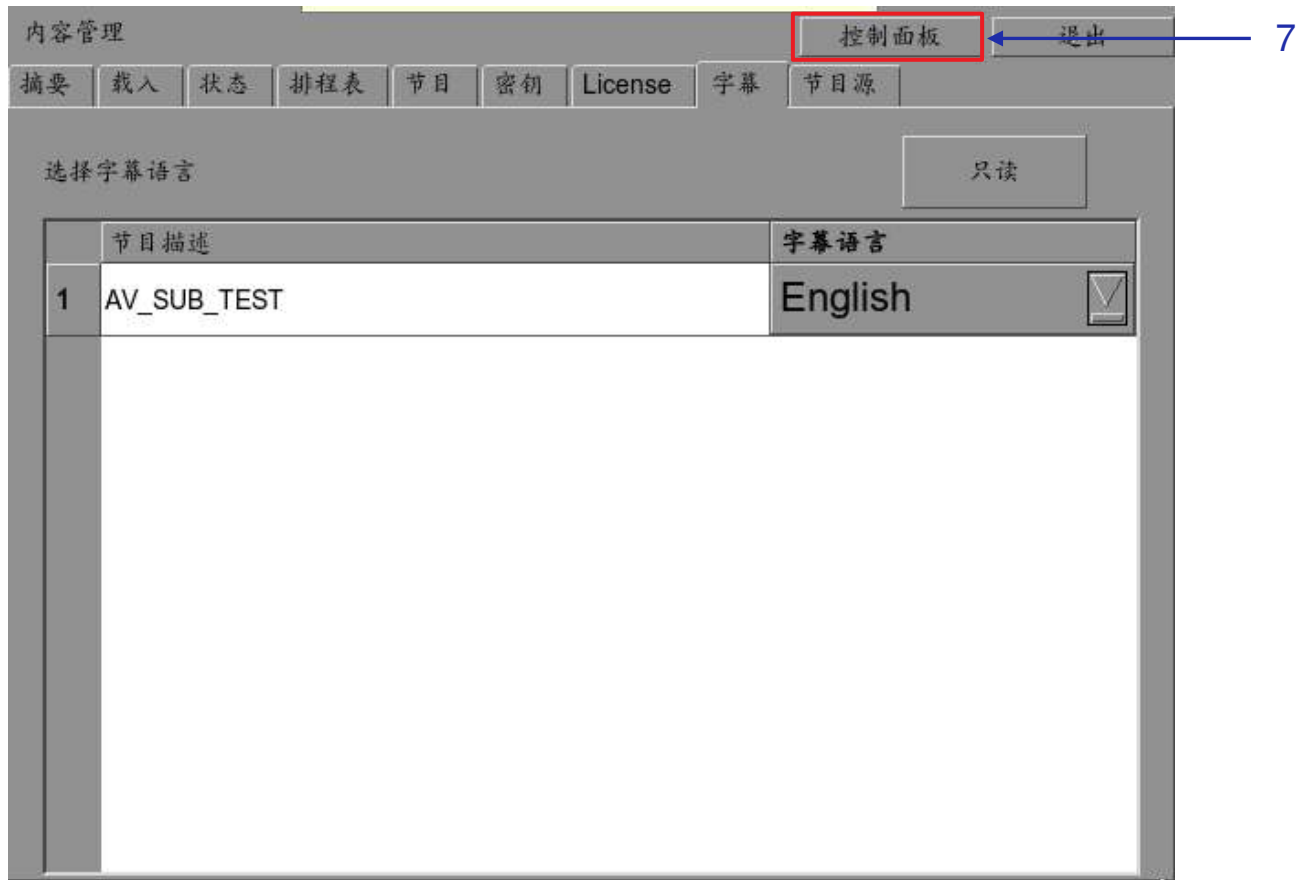 内容管理 控制面板 退出 7
摘要 载入 状态 排程表 节目 密钥 License 字幕 节目源
选择字幕语言 只读
节目描述 字幕语言
1 AV_SUB_TEST English